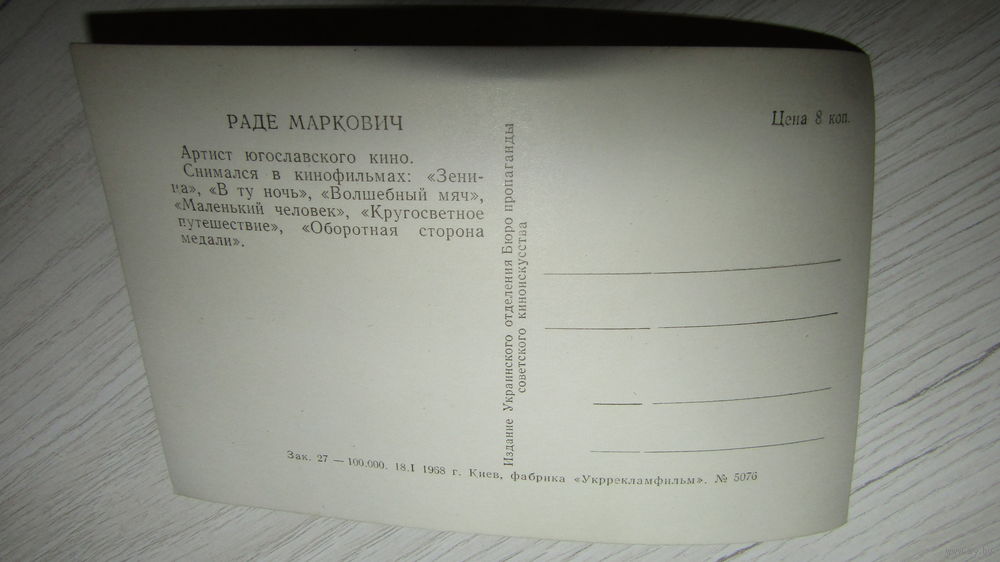 РАДЕ МАРКОВИЧ
Артист югославского кино.
Снимался в кинофильмах: «Зени-
ца», «В ту ночь», «Волшебный мяч»,
«Маленький человек», «Кругосветное
путешествие», «Оборотная сторона
медали».
Издание Украинского отделения Бюро пропаганды
советского киноискусства
Цена 8 коп.
Зак. 27 — 100.000. 18.I 1968 г. Киев, фабрика «Укррекламфильм». № 5076